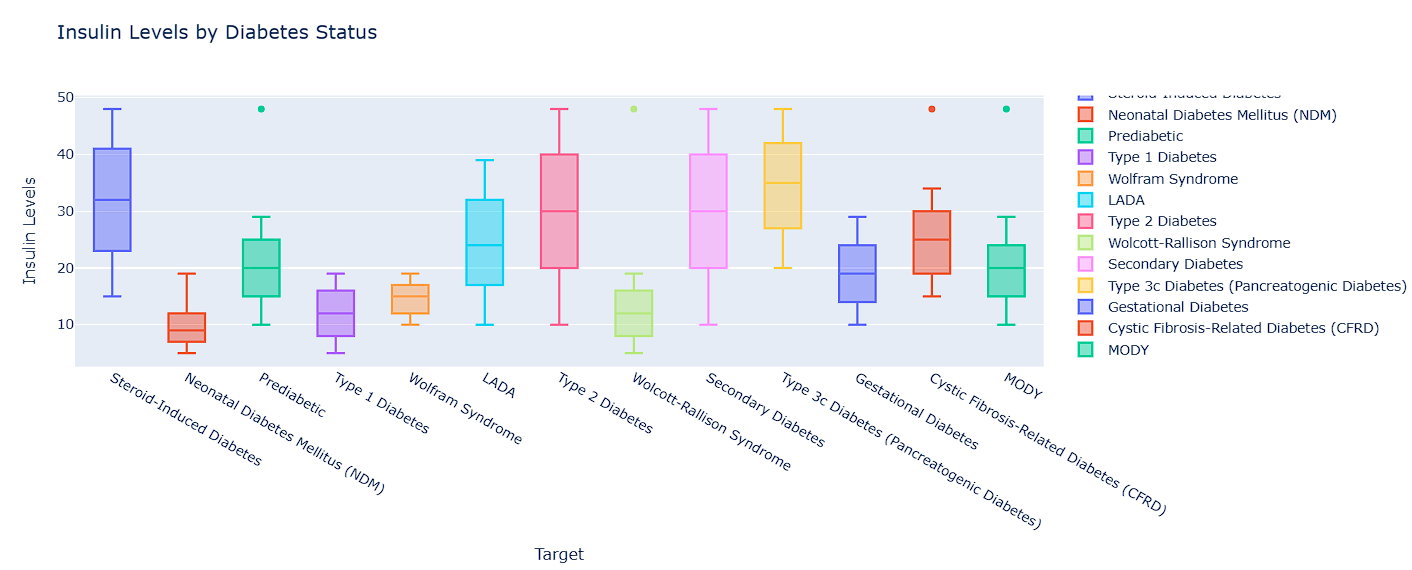 Insulin Levels by Diabetes Status
Insulin Levels
50
40
30
20
10
Steroid-Induced Diabetes
Neonatal Diabetes Mellitus (NDM)
Prediabetic
Type 1 Diabetes
Wolfram Syndrome
LADA
Type 2 Diabetes
Wolcott-Rallison Syndrome
Secondary Diabetes
Type 3c Diabetes (Pancreatogenic Diabetes)
Gestational Diabetes
Cystic Fibrosis-Related Diabetes (CFRD)
MODY
Target
Steroid-Induced Diabetes
Neonatal Diabetes Mellitus (NDM)
Prediabetic
Type 1 Diabetes
Wolfram Syndrome
LADA
Type 2 Diabetes
Wolcott-Rallison Syndrome
Secondary Diabetes
Type 3c Diabetes (Pancreatogenic Diabetes)
Gestational Diabetes
Cystic Fibrosis-Related Diabetes (CFRD)
MODY